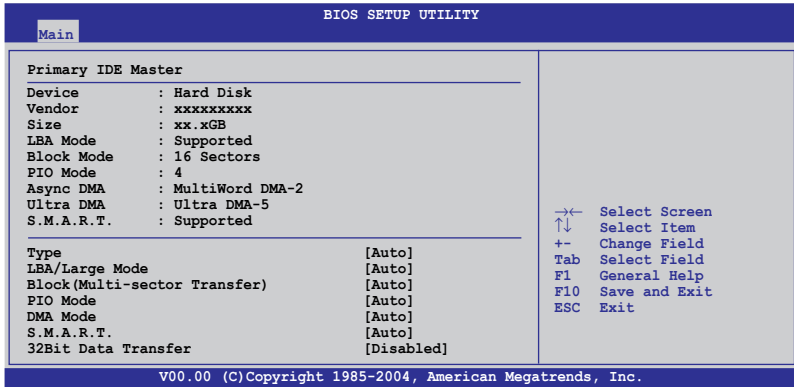 BIOS SETUP UTILITY
Main
Primary IDE Master
Device : Hard Disk
Vendor : xxxxxxxxx
Size : xx.xGB
LBA Mode : Supported
Block Mode : 16 Sectors
PIO Mode : 4
Async DMA : MultiWord DMA-2
Ultra DMA : Ultra DMA-5
S.M.A.R.T. : Supported
Type [Auto]
LBA/Large Mode [Auto]
Block(Multi-sector Transfer) [Auto]
PIO Mode [Auto]
DMA Mode [Auto]
S.M.A.R.T. [Auto]
32Bit Data Transfer [Disabled]
→← Select Screen
↑↓ Select Item
+- Change Field
Tab Select Field
F1 General Help
F10 Save and Exit
ESC Exit
V00.00 (C)Copyright 1985-2004, American Megatrends, Inc.